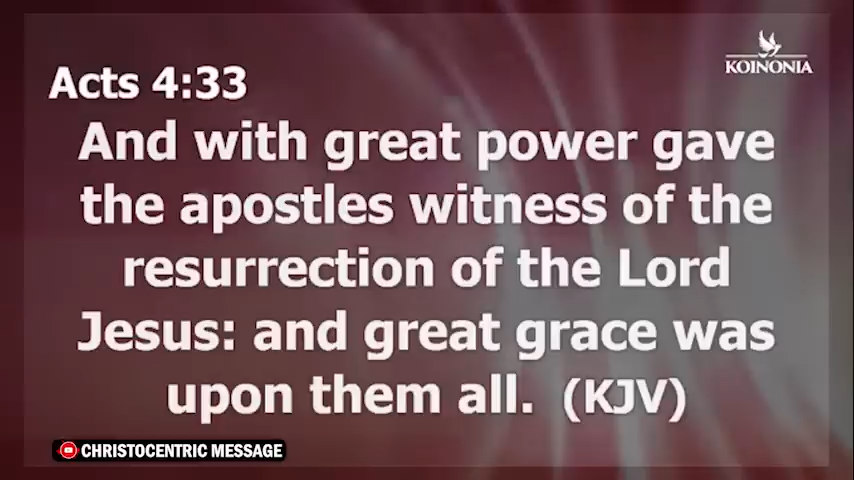 KOINONIA
Acts 4:33
And with great power gave
the apostles witness of the
resurrection of the Lord
Jesus: and great grace was
upon them all. (KJV)
CHRISTOCENTRIC MESSAGE